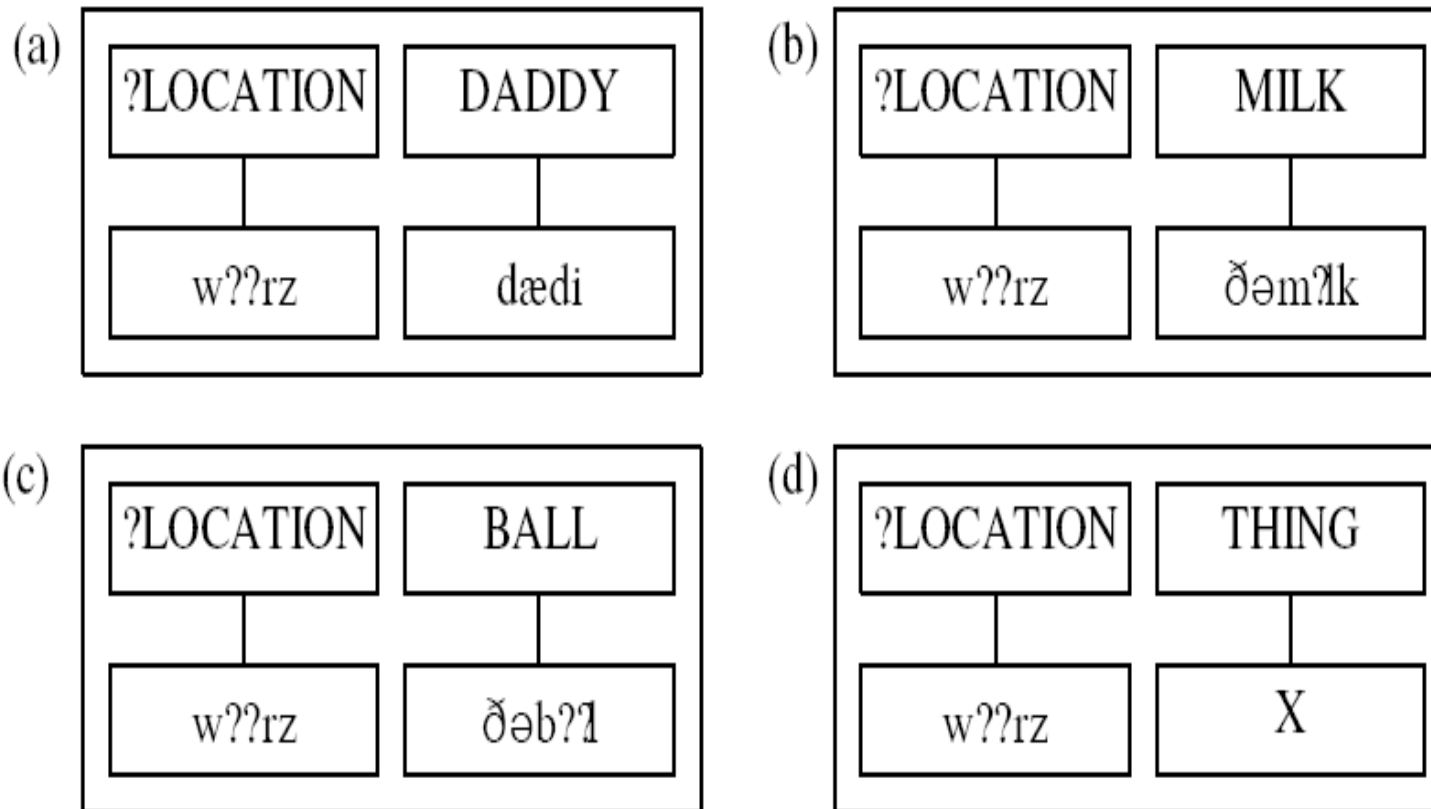 (a)
?LOCATION DADDY
w??rz dædi
(b)
?LOCATION MILK
w??rz ðəm?lk
(c)
?LOCATION BALL
w??rz ðəb??l
(d)
?LOCATION THING
w??rz X